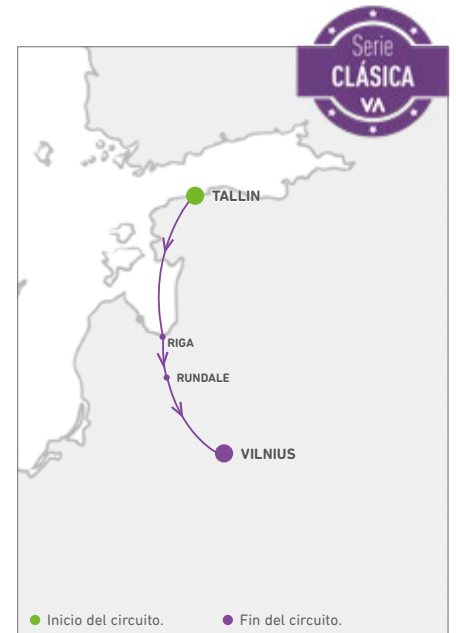 Serie
CLÁSICA
VA
TALLIN
RIGA
RUNDALE
VILNIUS
Inicio del circuito.
Fin del circuito.